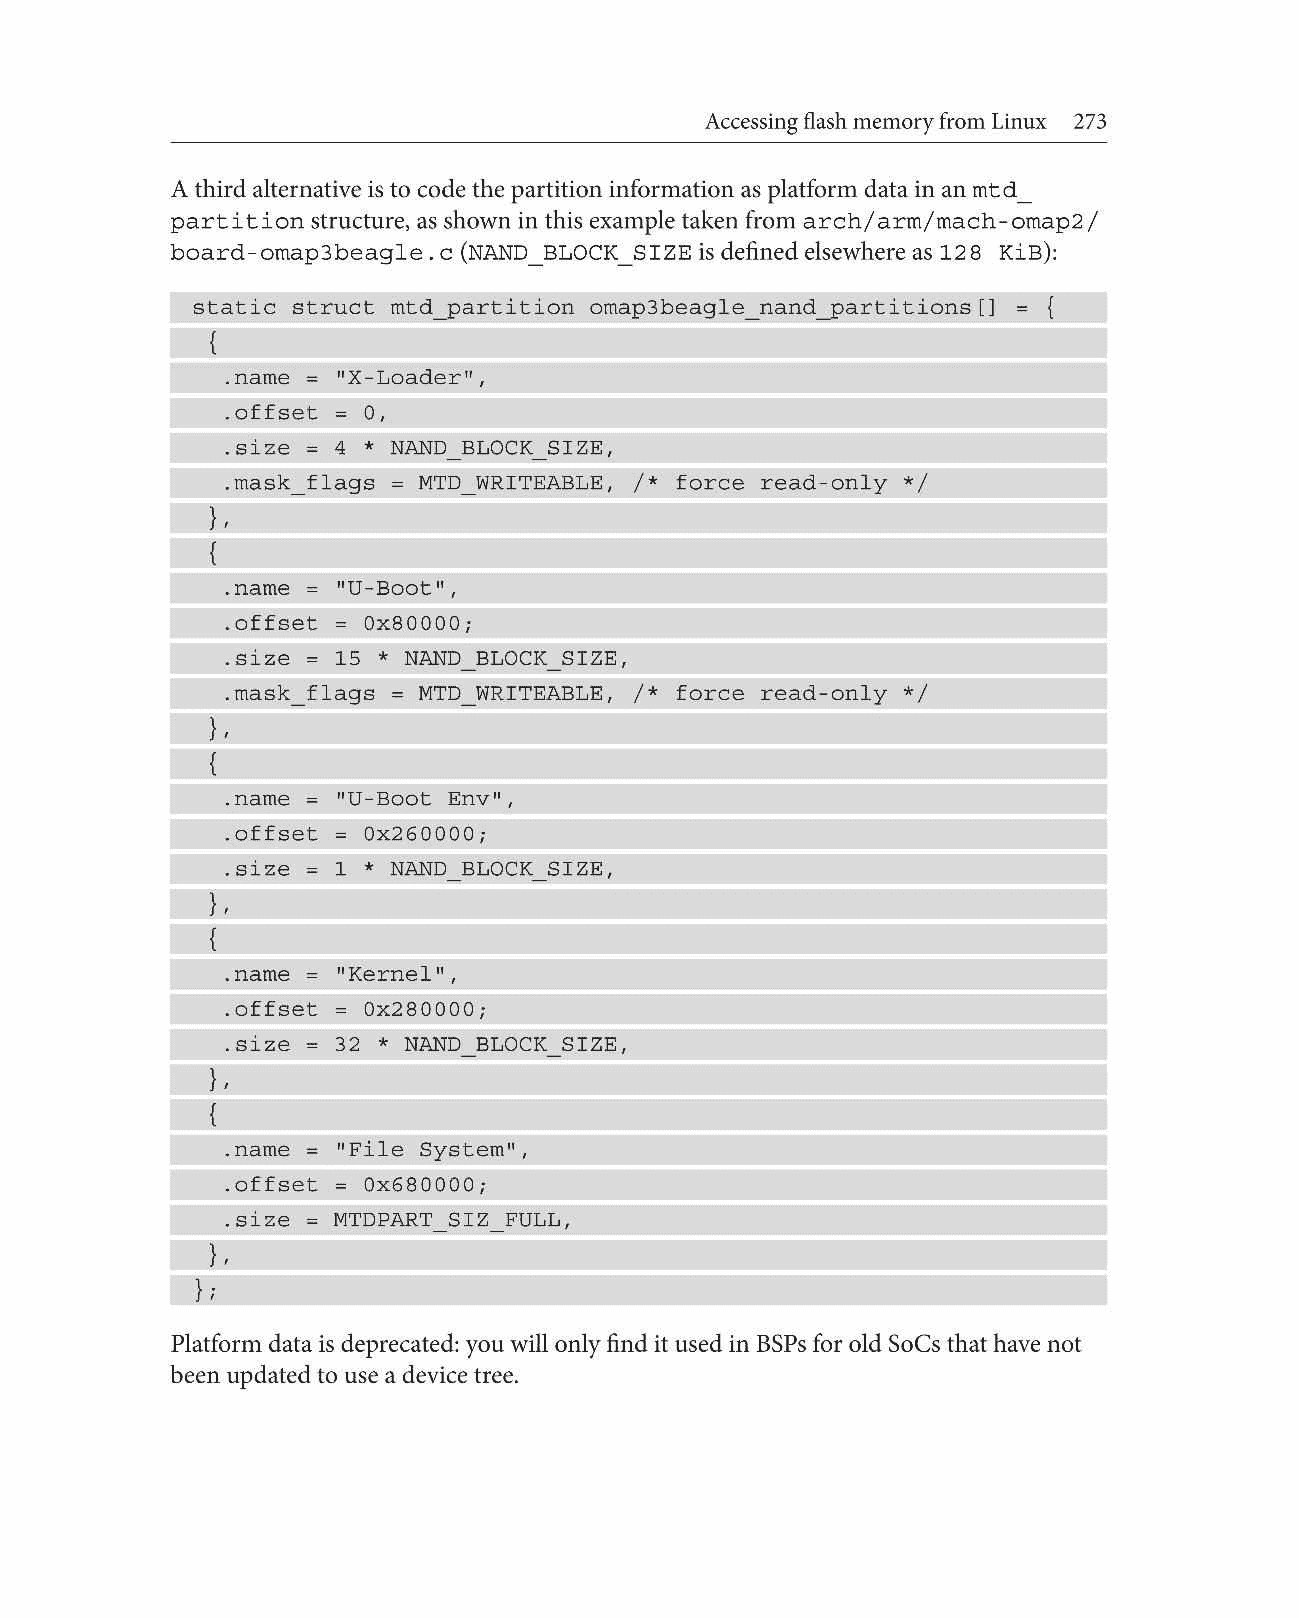 Accessing flash memory from Linux 273
A third alternative is to code the partition information as platform data in an mtd_
partition structure, as shown in this example taken from arch/arm/mach-omap2/
board-omap3beagle.c (NAND_BLOCK_SIZE is defined elsewhere as 128 KiB):
static struct mtd_partition omap3beagle_nand_partitions[] = {
{
.name = "X-Loader",
.offset = 0,
.size = 4 * NAND_BLOCK_SIZE,
.mask_flags = MTD_WRITEABLE, /* force read-only */
},
{
.name = "U-Boot",
.offset = 0x80000;
.size = 15 * NAND_BLOCK_SIZE,
.mask_flags = MTD_WRITEABLE, /* force read-only */
},
{
.name = "U-Boot Env",
.offset = 0x260000;
.size = 1 * NAND_BLOCK_SIZE,
},
{
.name = "Kernel",
.offset = 0x280000;
.size = 32 * NAND_BLOCK_SIZE,
},
{
.name = "File System",
.offset = 0x680000;
.size = MTDPART_SIZ_FULL,
},
};
Platform data is deprecated: you will only find it used in BSPs for old SoCs that have not
been updated to use a device tree.